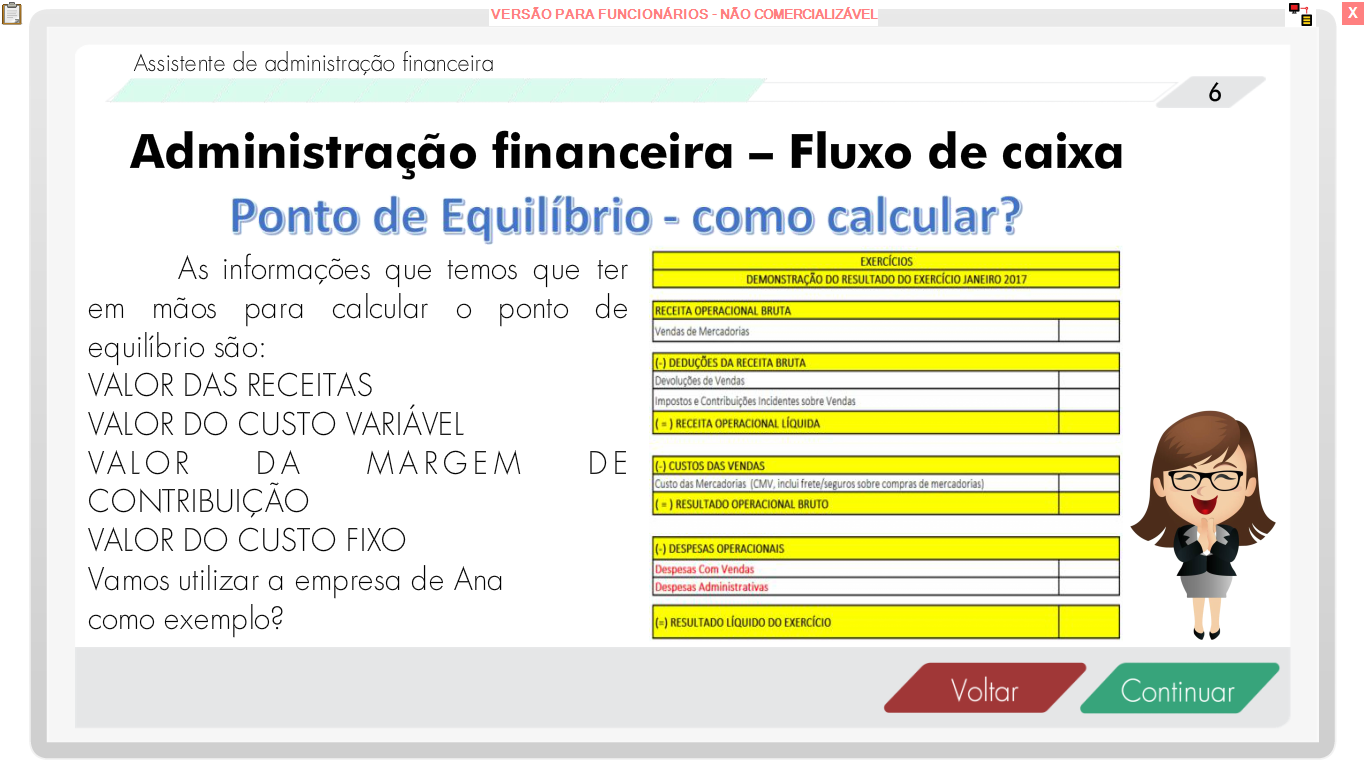 VERSÃO PARA FUNCIONÁRIOS - NÃO COMERCIALIZÁVEL
X
Assistente de administração financeira
6
Administração financeira – Fluxo de caixa
Ponto de Equilíbrio - como calcular?
As informações que temos que ter
em mãos para calcular o ponto de
equilíbrio são:
VALOR DAS RECEITAS
VALOR DO CUSTO VARIÁVEL
VALOR DA MARGEM DE
CONTRIBUIÇÃO
VALOR DO CUSTO FIXO
Vamos utilizar a empresa de Ana
como exemplo?
EXERCÍCIOS
DEMONSTRAÇÃO DO RESULTADO DO EXERCÍCIO JANEIRO 2017
RECEITA OPERACIONAL BRUTA
Vendas de Mercadorias
(-) DEDUÇÕES DA RECEITA BRUTA
Devoluções de Vendas
Impostos e Contribuições Incidentes sobre Vendas
( = ) RECEITA OPERACIONAL LÍQUIDA
(-) CUSTOS DAS VENDAS
Custo das Mercadorias (CMV, inclui frete/seguros sobre compras de mercadorias)
( = ) RESULTADO OPERACIONAL BRUTO
(-) DESPESAS OPERACIONAIS
Despesas Com Vendas
Despesas Administrativas
(=) RESULTADO LÍQUIDO DO EXERCÍCIO
Voltar
Continuar